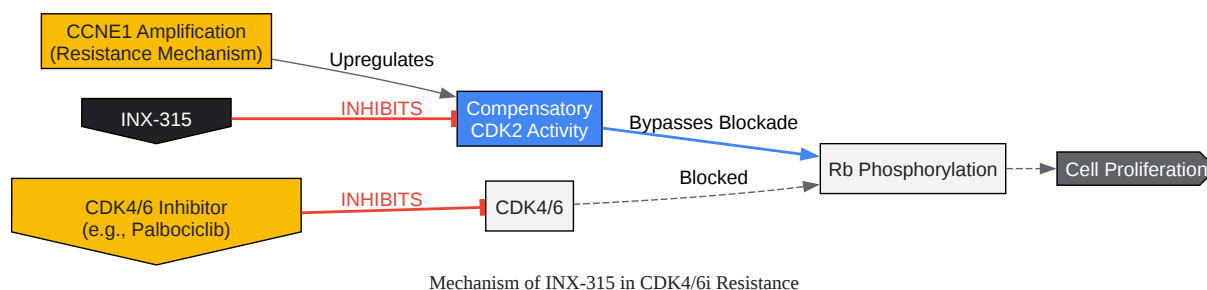 CCNE1 Amplification
(Resistance Mechanism)
Upregulates
INX-315
INHIBITS
Compensatory
CDK2 Activity
Bypasses Blockade
CDK4/6 Inhibitor
(e.g., Palbociclib)
INHIBITS
CDK4/6
Blocked
Rb Phosphorylation
Cell Proliferation
Mechanism of INX-315 in CDK4/6i Resistance